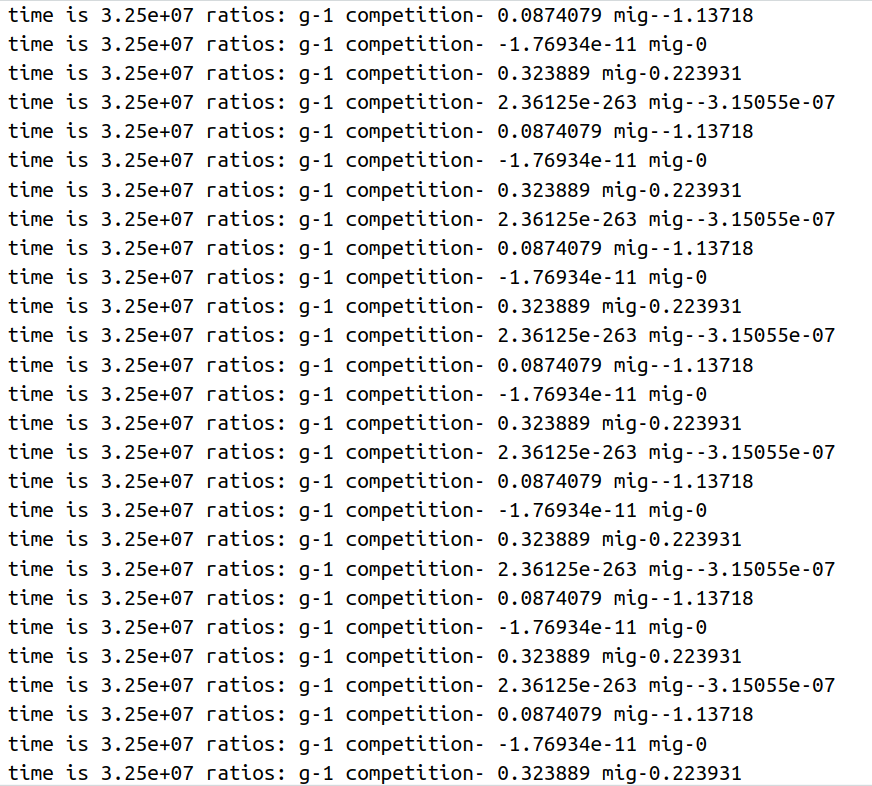 time is 3.25e+07 ratios: g-1 competition- 0.0874079 mig--1.13718
time is 3.25e+07 ratios: g-1 competition- -1.76934e-11 mig-0
time is 3.25e+07 ratios: g-1 competition- 0.323889 mig-0.223931
time is 3.25e+07 ratios: g-1 competition- 2.36125e-263 mig--3.15055e-07
time is 3.25e+07 ratios: g-1 competition- 0.0874079 mig--1.13718
time is 3.25e+07 ratios: g-1 competition- -1.76934e-11 mig-0
time is 3.25e+07 ratios: g-1 competition- 0.323889 mig-0.223931
time is 3.25e+07 ratios: g-1 competition- 2.36125e-263 mig--3.15055e-07
time is 3.25e+07 ratios: g-1 competition- 0.0874079 mig--1.13718
time is 3.25e+07 ratios: g-1 competition- -1.76934e-11 mig-0
time is 3.25e+07 ratios: g-1 competition- 0.323889 mig-0.223931
time is 3.25e+07 ratios: g-1 competition- 2.36125e-263 mig--3.15055e-07
time is 3.25e+07 ratios: g-1 competition- 0.0874079 mig--1.13718
time is 3.25e+07 ratios: g-1 competition- -1.76934e-11 mig-0
time is 3.25e+07 ratios: g-1 competition- 0.323889 mig-0.223931
time is 3.25e+07 ratios: g-1 competition- 2.36125e-263 mig--3.15055e-07
time is 3.25e+07 ratios: g-1 competition- 0.0874079 mig--1.13718
time is 3.25e+07 ratios: g-1 competition- -1.76934e-11 mig-0
time is 3.25e+07 ratios: g-1 competition- 0.323889 mig-0.223931
time is 3.25e+07 ratios: g-1 competition- 2.36125e-263 mig--3.15055e-07
time is 3.25e+07 ratios: g-1 competition- 0.0874079 mig--1.13718
time is 3.25e+07 ratios: g-1 competition- -1.76934e-11 mig-0
time is 3.25e+07 ratios: g-1 competition- 0.323889 mig-0.223931
time is 3.25e+07 ratios: g-1 competition- 2.36125e-263 mig--3.15055e-07
time is 3.25e+07 ratios: g-1 competition- 0.0874079 mig--1.13718
time is 3.25e+07 ratios: g-1 competition- -1.76934e-11 mig-0
time is 3.25e+07 ratios: g-1 competition- 0.323889 mig-0.223931